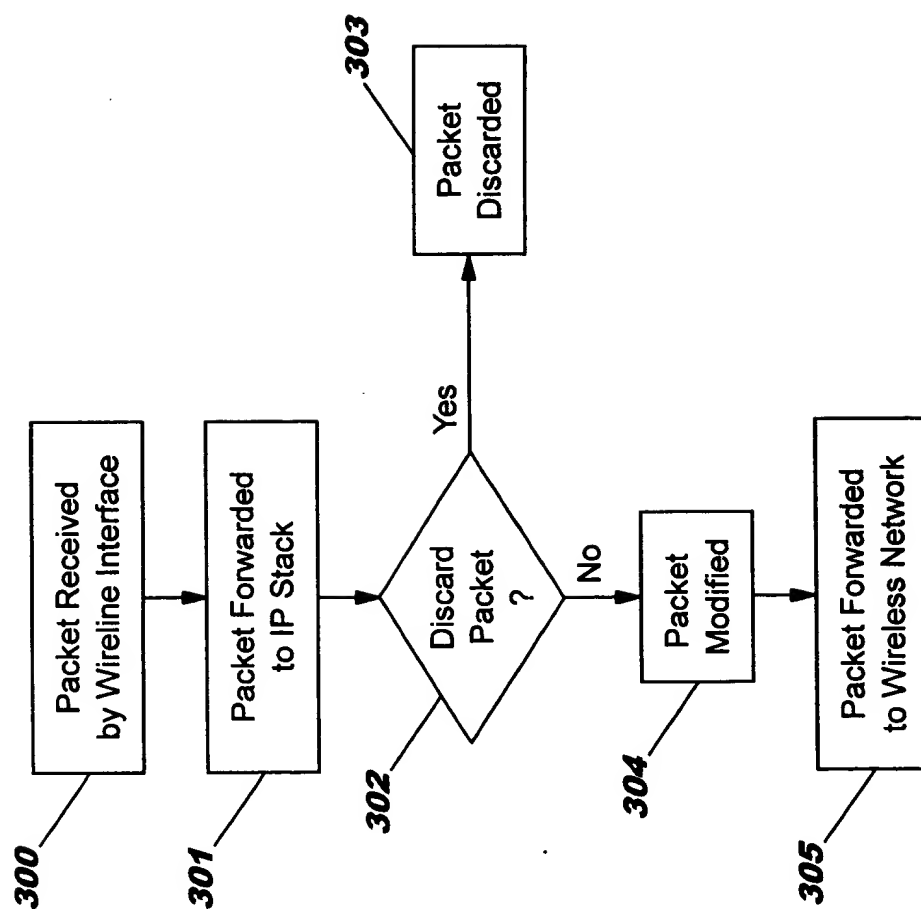 300
Packet Received
by Wireline Interface
301
Packet Forwarded
to IP Stack
302
Discard
Packet
?
Yes
303
Packet
Discarded
No
304
Packet
Modified
305
Packet Forwarded
to Wireless Network